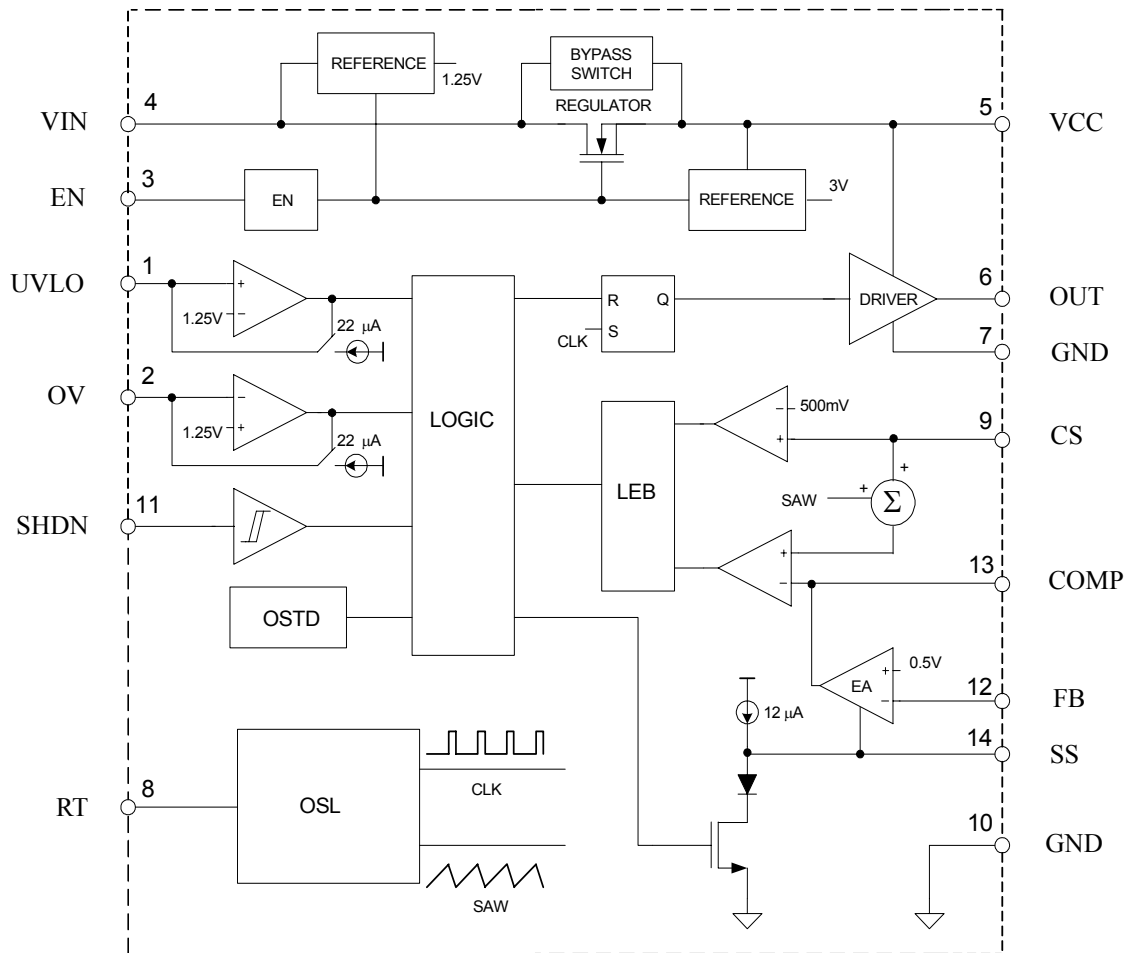 BYPASS
SWITCH
REFERENCE
1.25V
REGULATOR
4
VIN
5
VCC
3
EN
EN
REFERENCE
3V
1
UVLO
+
1.25V
−
22 μA
R
Q
S
CLK
DRIVER
6
OUT
7
GND
2
OV
−
1.25V
+
22 μA
LOGIC
−
500mV
+
9
CS
LEB
+
+
SAW
Σ
11
SHDN
+
−
13
COMP
OSTD
+
0.5V
EA
−
12
FB
12 μA
14
SS
8
RT
OSL
CLK
SAW
10
GND